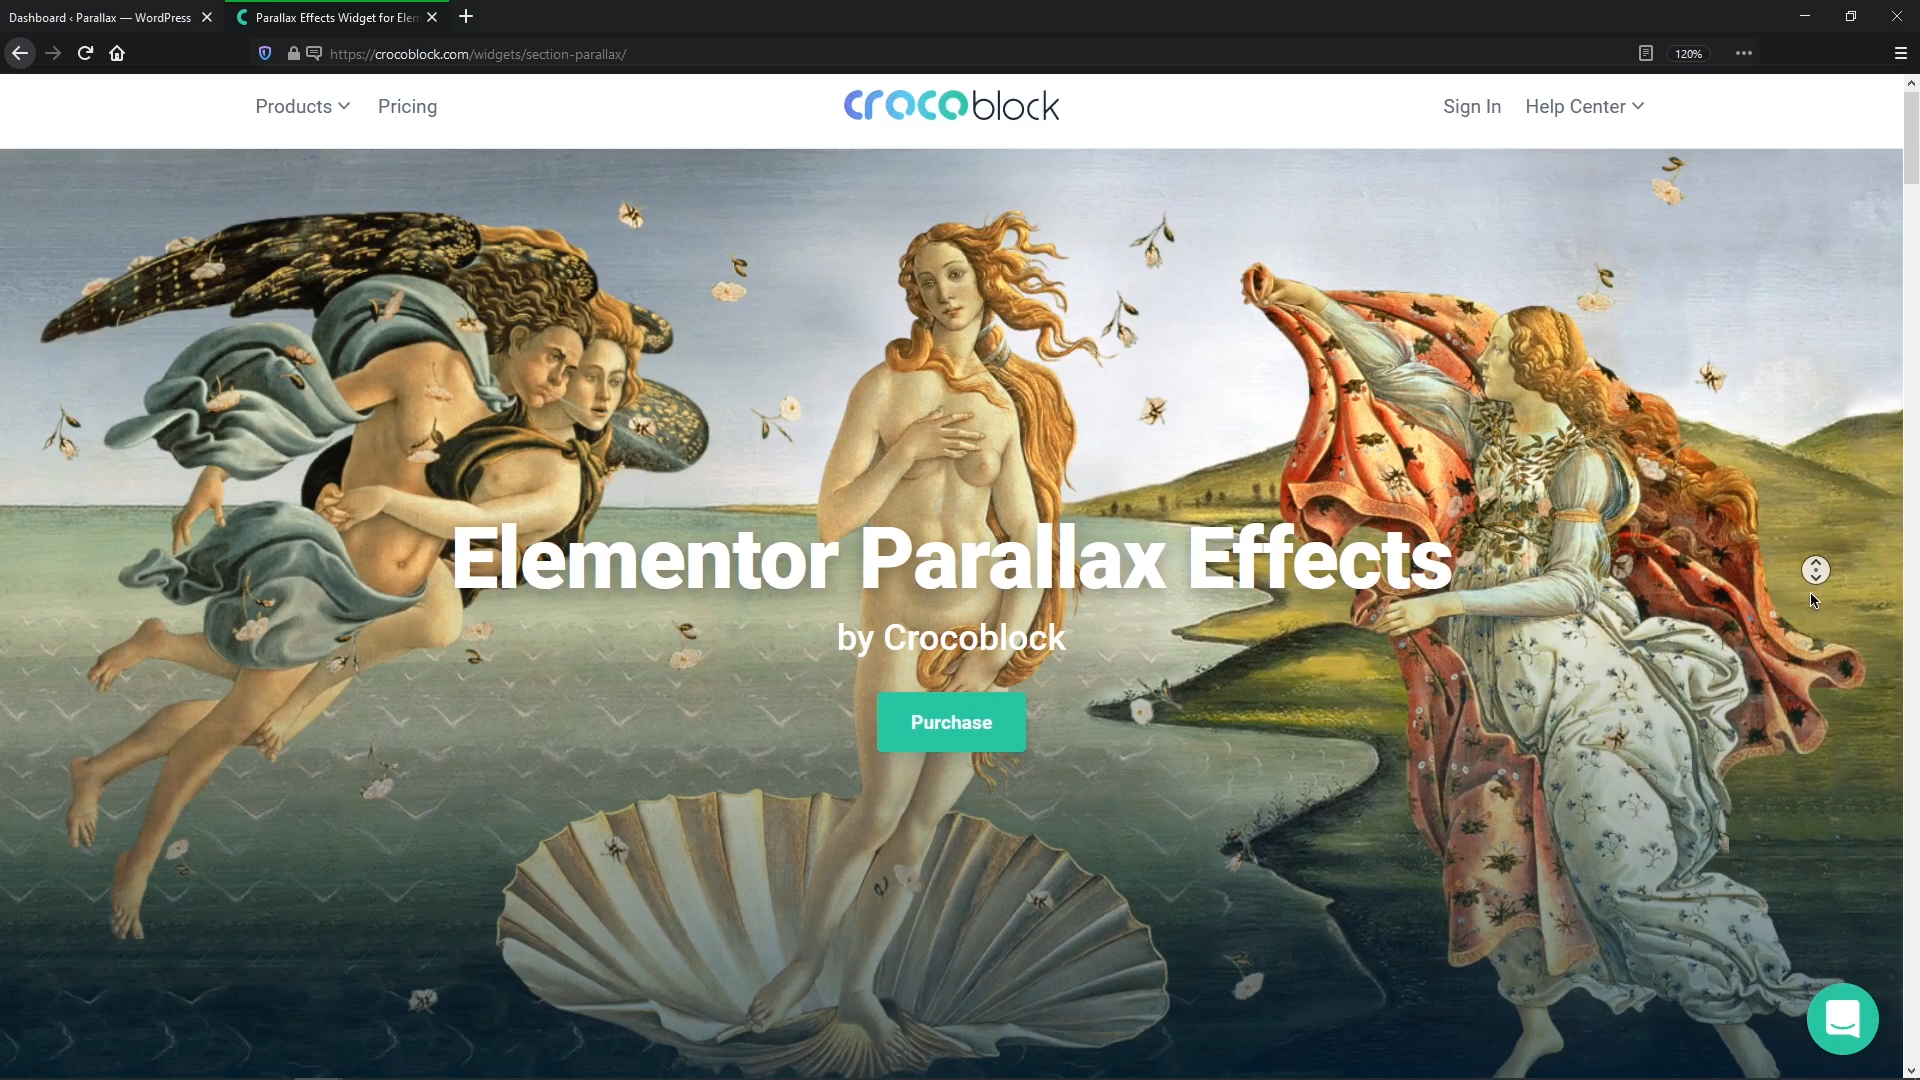 Dashboard ‹ Parallax — WordPress
Parallax Effects Widget for Elem
https://crocoblock.com/widgets/section-parallax/
120%
Products
Pricing
crocoblock
Sign In
Help Center
Elementor Parallax Effects
by Crocoblock
Purchase